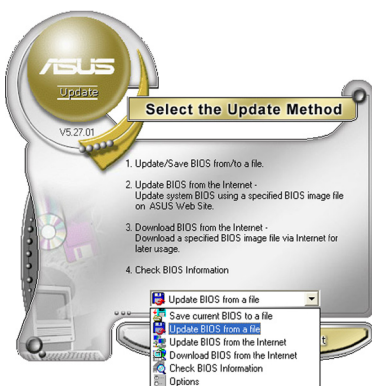 ASUS
Update
V5.27.01
Select the Update Method
1. Update/Save BIOS from/to a file.
2. Update BIOS from the Internet -
Update system BIOS using a specified BIOS image file
on ASUS Web Site.
3. Download BIOS from the Internet -
Download a specified BIOS image file via Internet for
later usage.
4. Check BIOS Information
Update BIOS from a file
Save current BIOS to a file
Update BIOS from a file
Update BIOS from the Internet
Download BIOS from the Internet
Check BIOS Information
Options